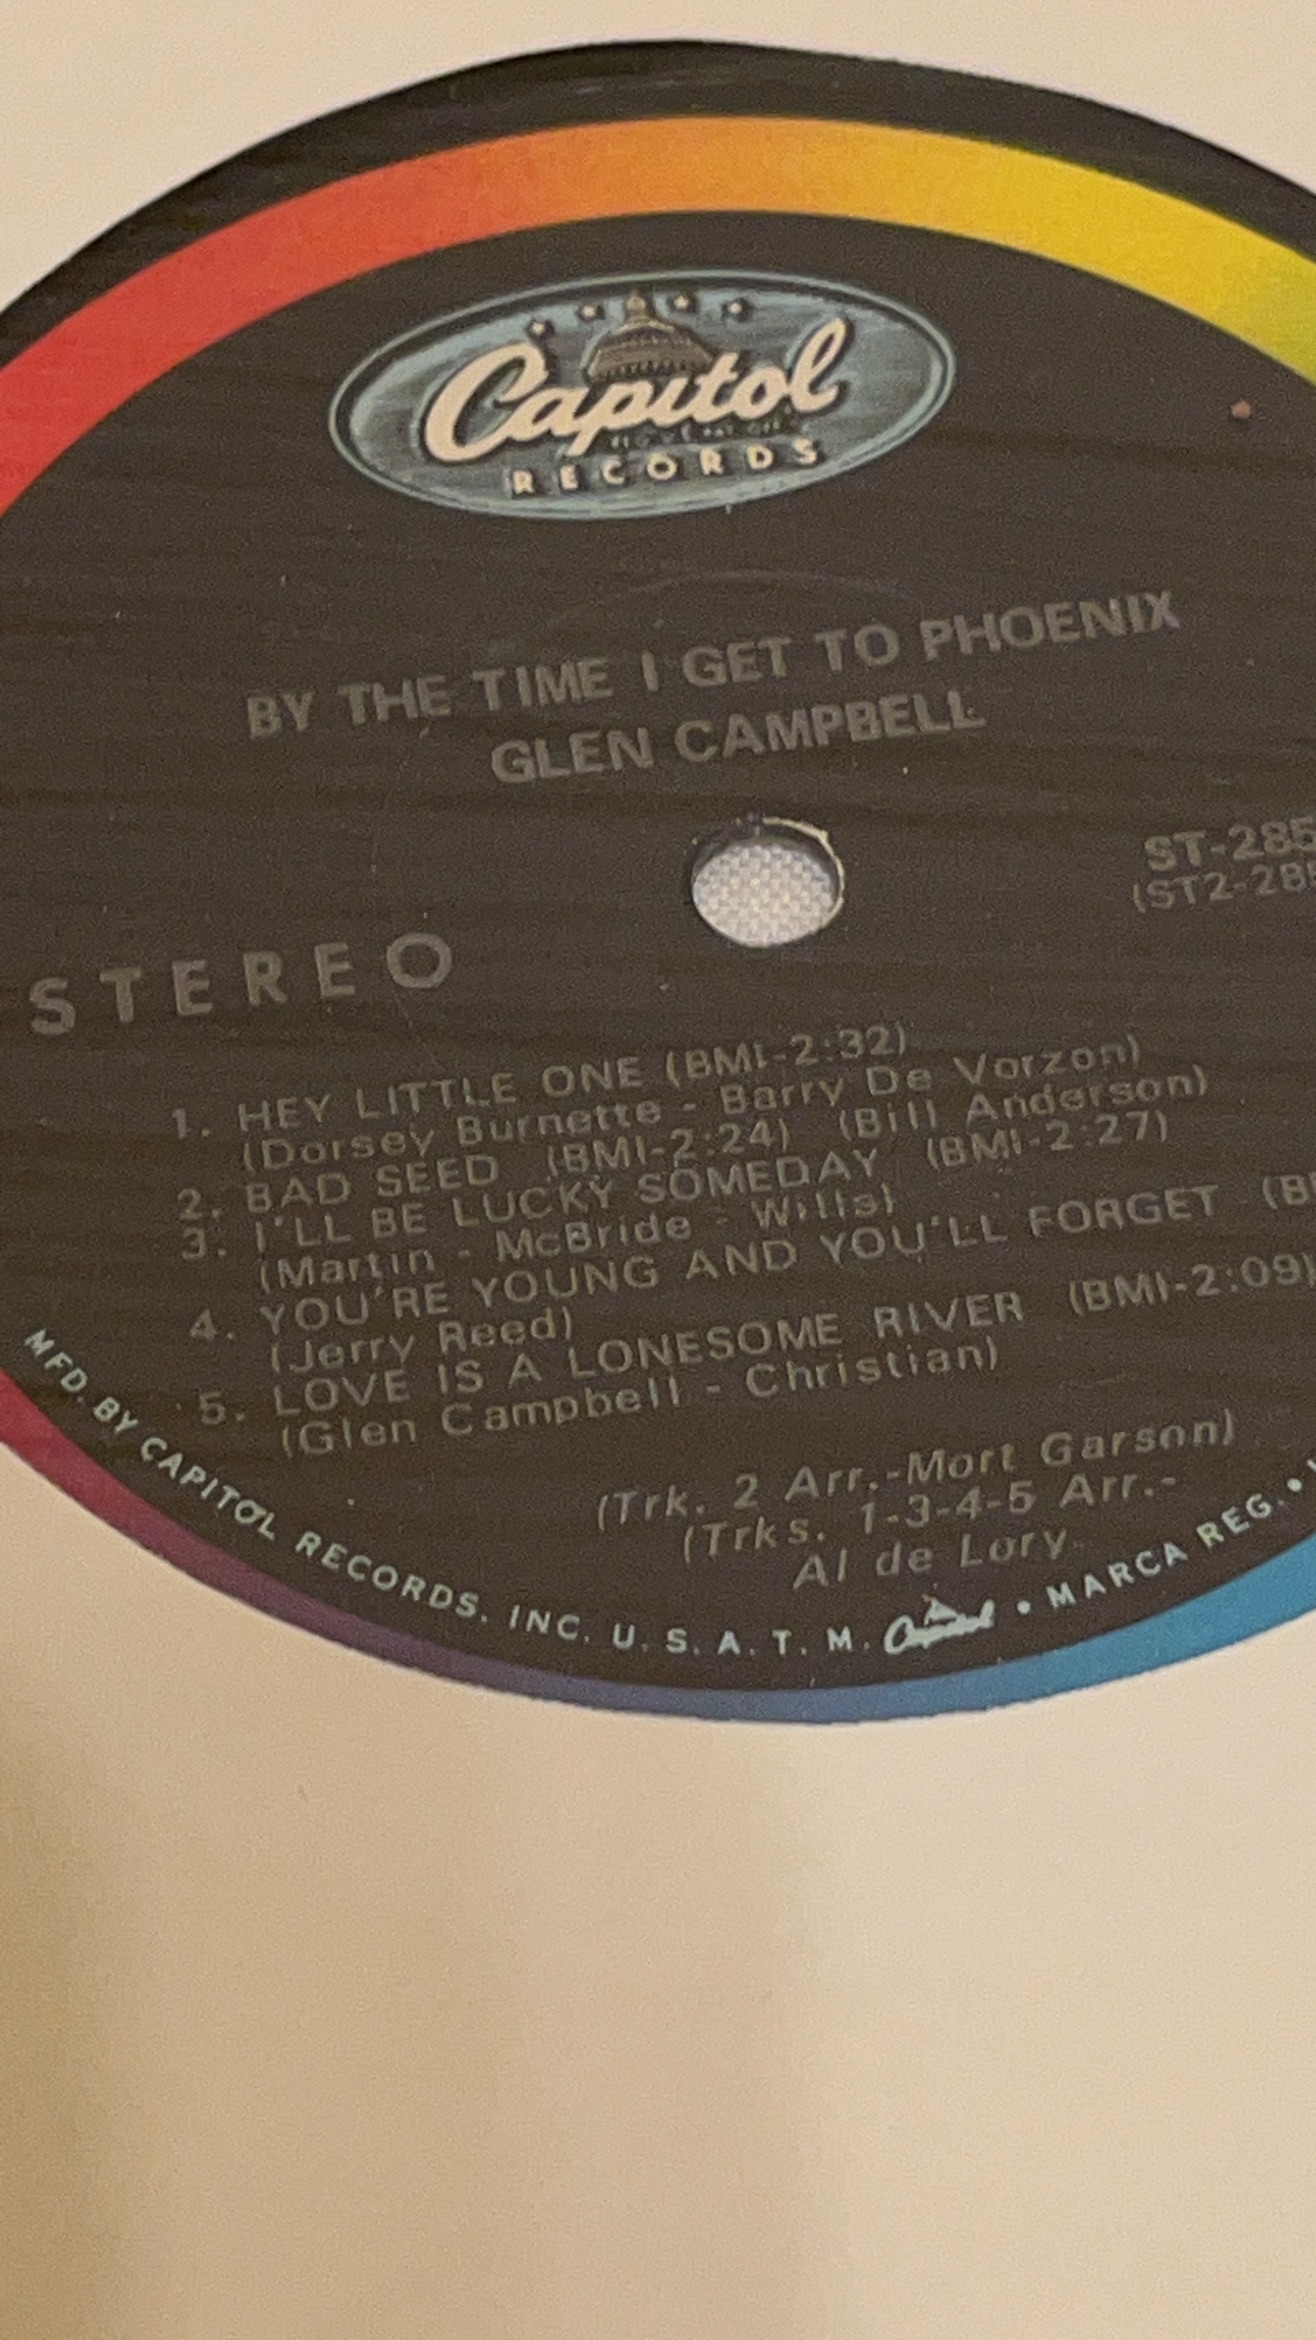 Capitol
RECORDS
BY THE TIME I GET TO PHOENIX
GLEN CAMPBELL
ST-285
(ST2-285
STEREO
1. HEY LITTLE ONE (BMI-2:32)
(Dorsey Burnette - Barry De Vorzon)
2. BAD SEED (BMI-2:24) (Bill Anderson)
3. I'LL BE LUCKY SOMEDAY (BMI-2:27)
(Martin - McBride - Wills)
4. YOU'RE YOUNG AND YOU'LL FORGET (B
(Jerry Reed)
5. LOVE IS A LONESOME RIVER (BMI-2:09)
(Glen Campbell - Christian)
(Trk. 2 Arr.-Mort Garson)
(Trks. 1-3-4-5 Arr.-
Al de Lory
MFD. BY CAPITOL RECORDS, INC. U.S.A. T.M. Capitol • MARCA REG. •